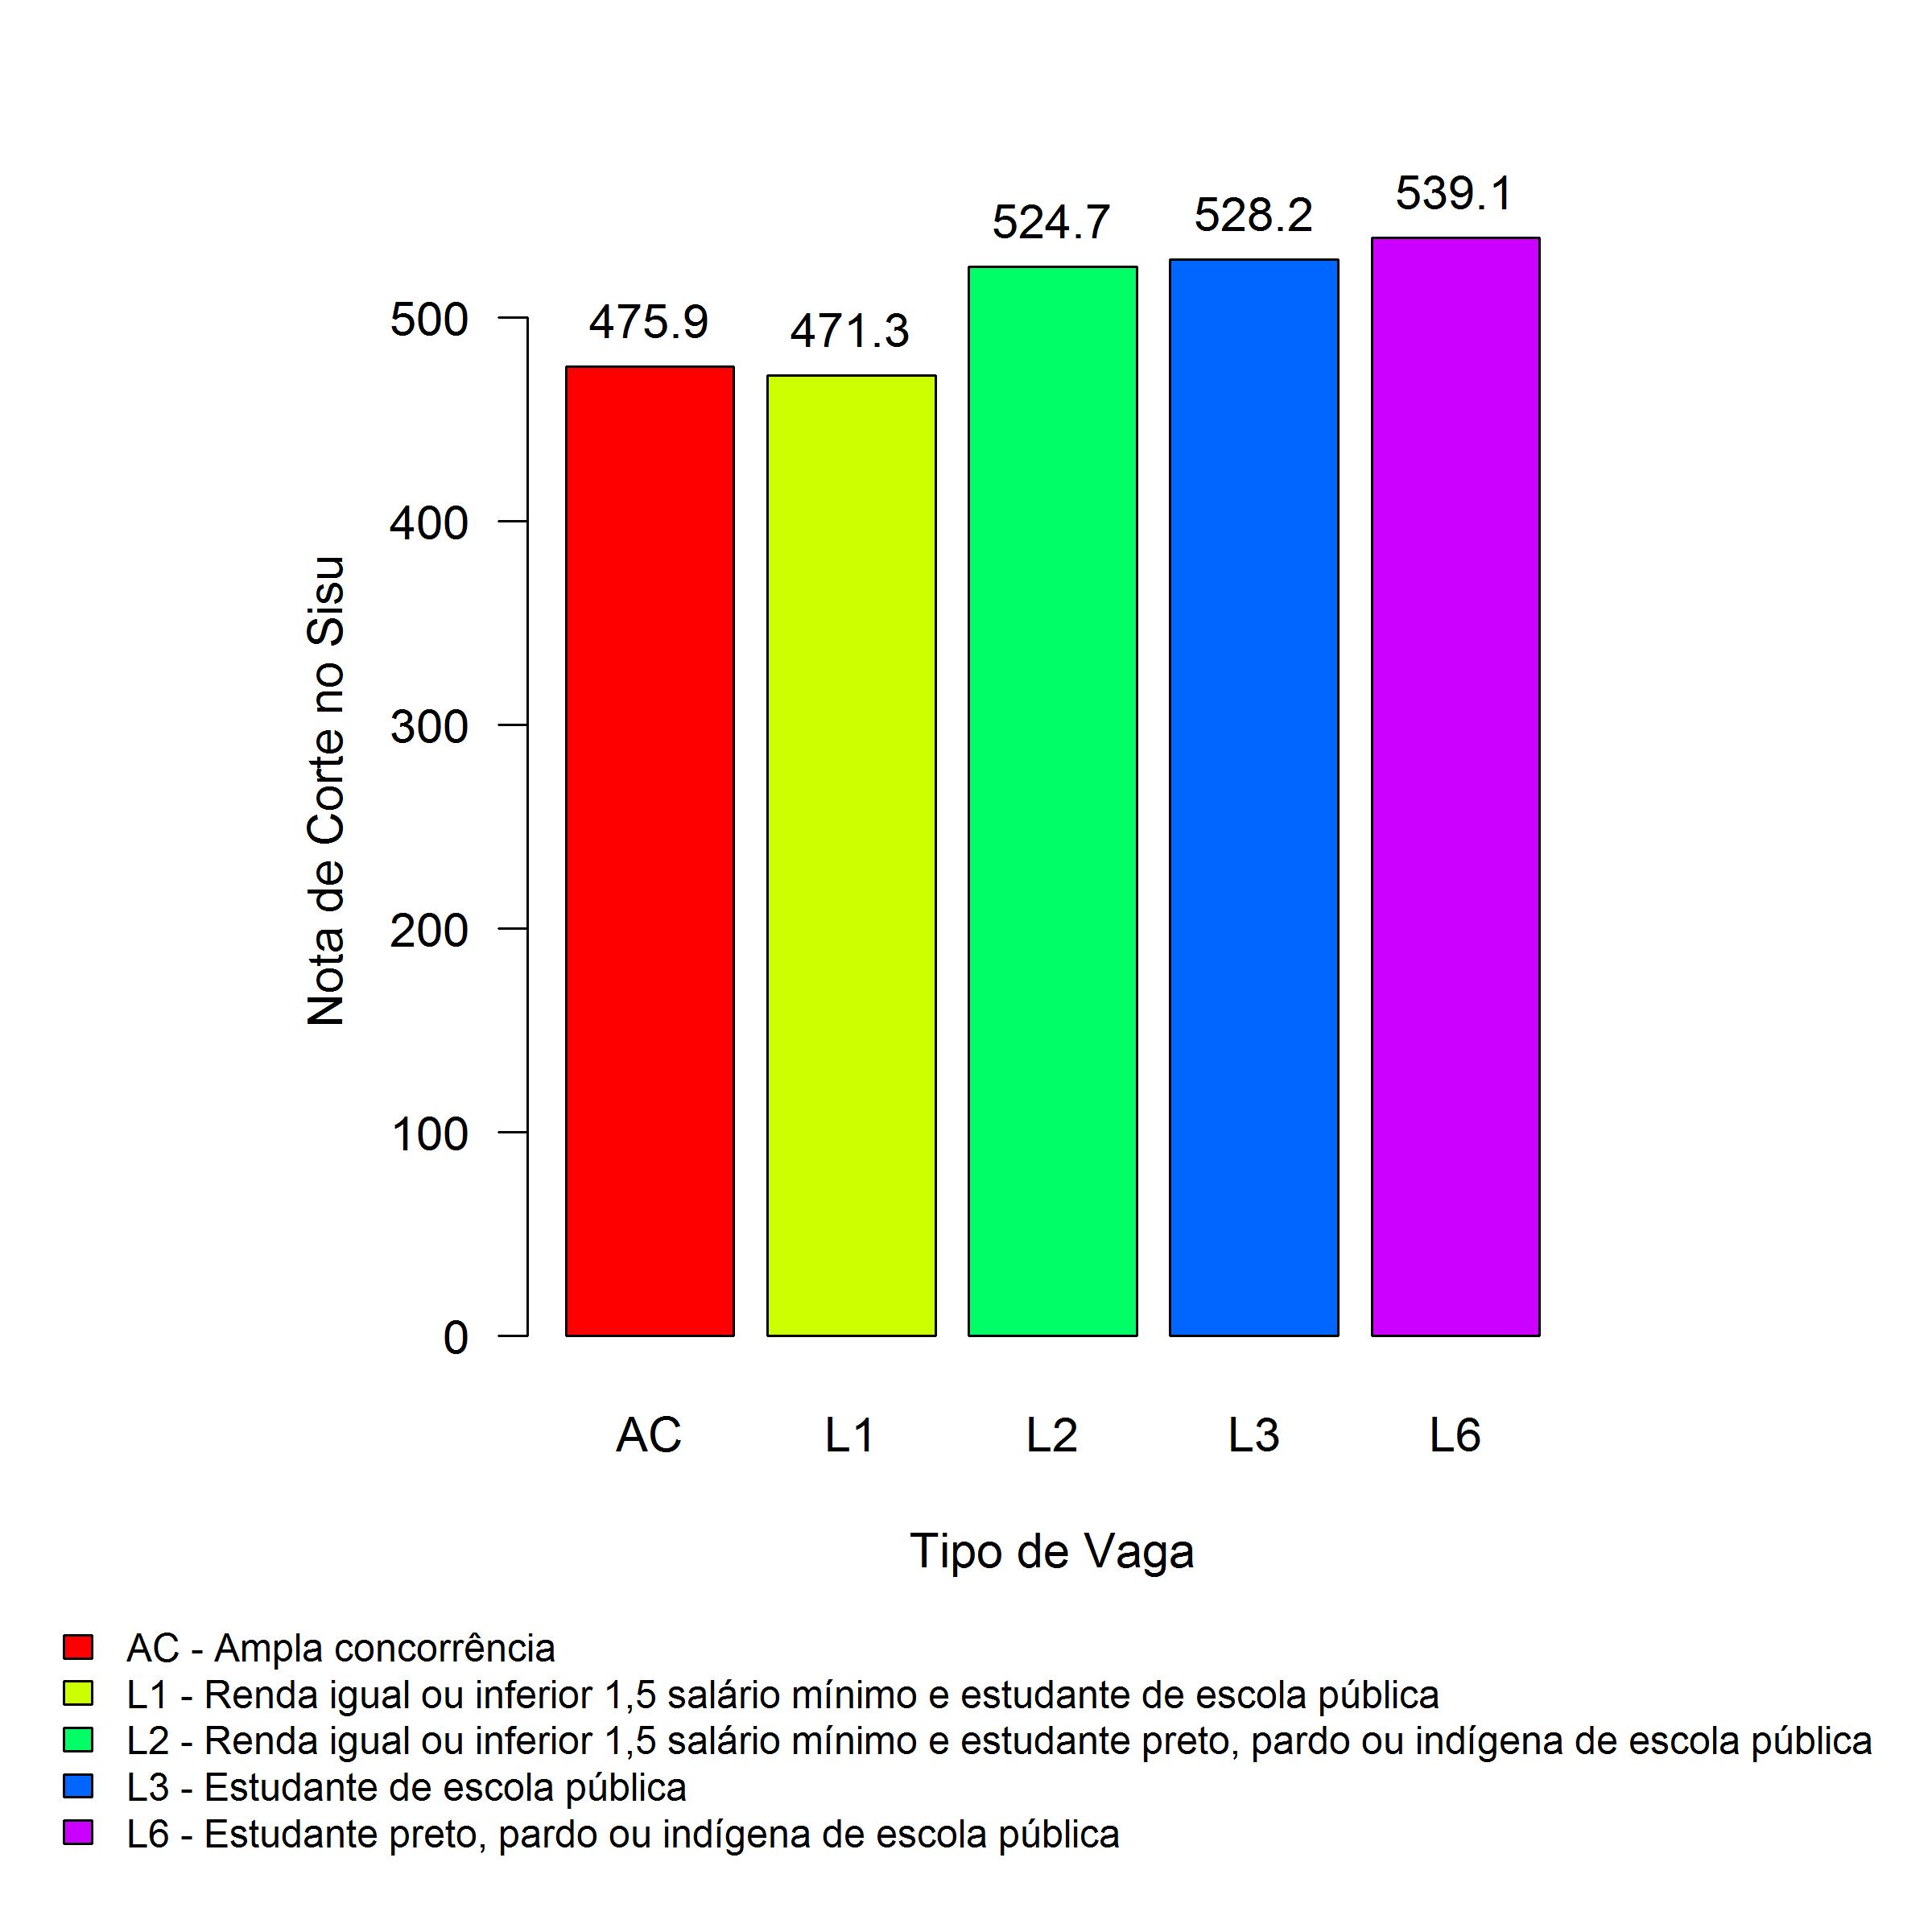 539.1
528.2
524.7
475.9
471.3
500
400
300
200
100
0
Nota de Corte no Sisu
AC L1 L2 L3 L6
Tipo de Vaga
AC - Ampla concorrência
L1 - Renda igual ou inferior 1,5 salário mínimo e estudante de escola pública
L2 - Renda igual ou inferior 1,5 salário mínimo e estudante preto, pardo ou indígena de escola pública
L3 - Estudante de escola pública
L6 - Estudante preto, pardo ou indígena de escola pública